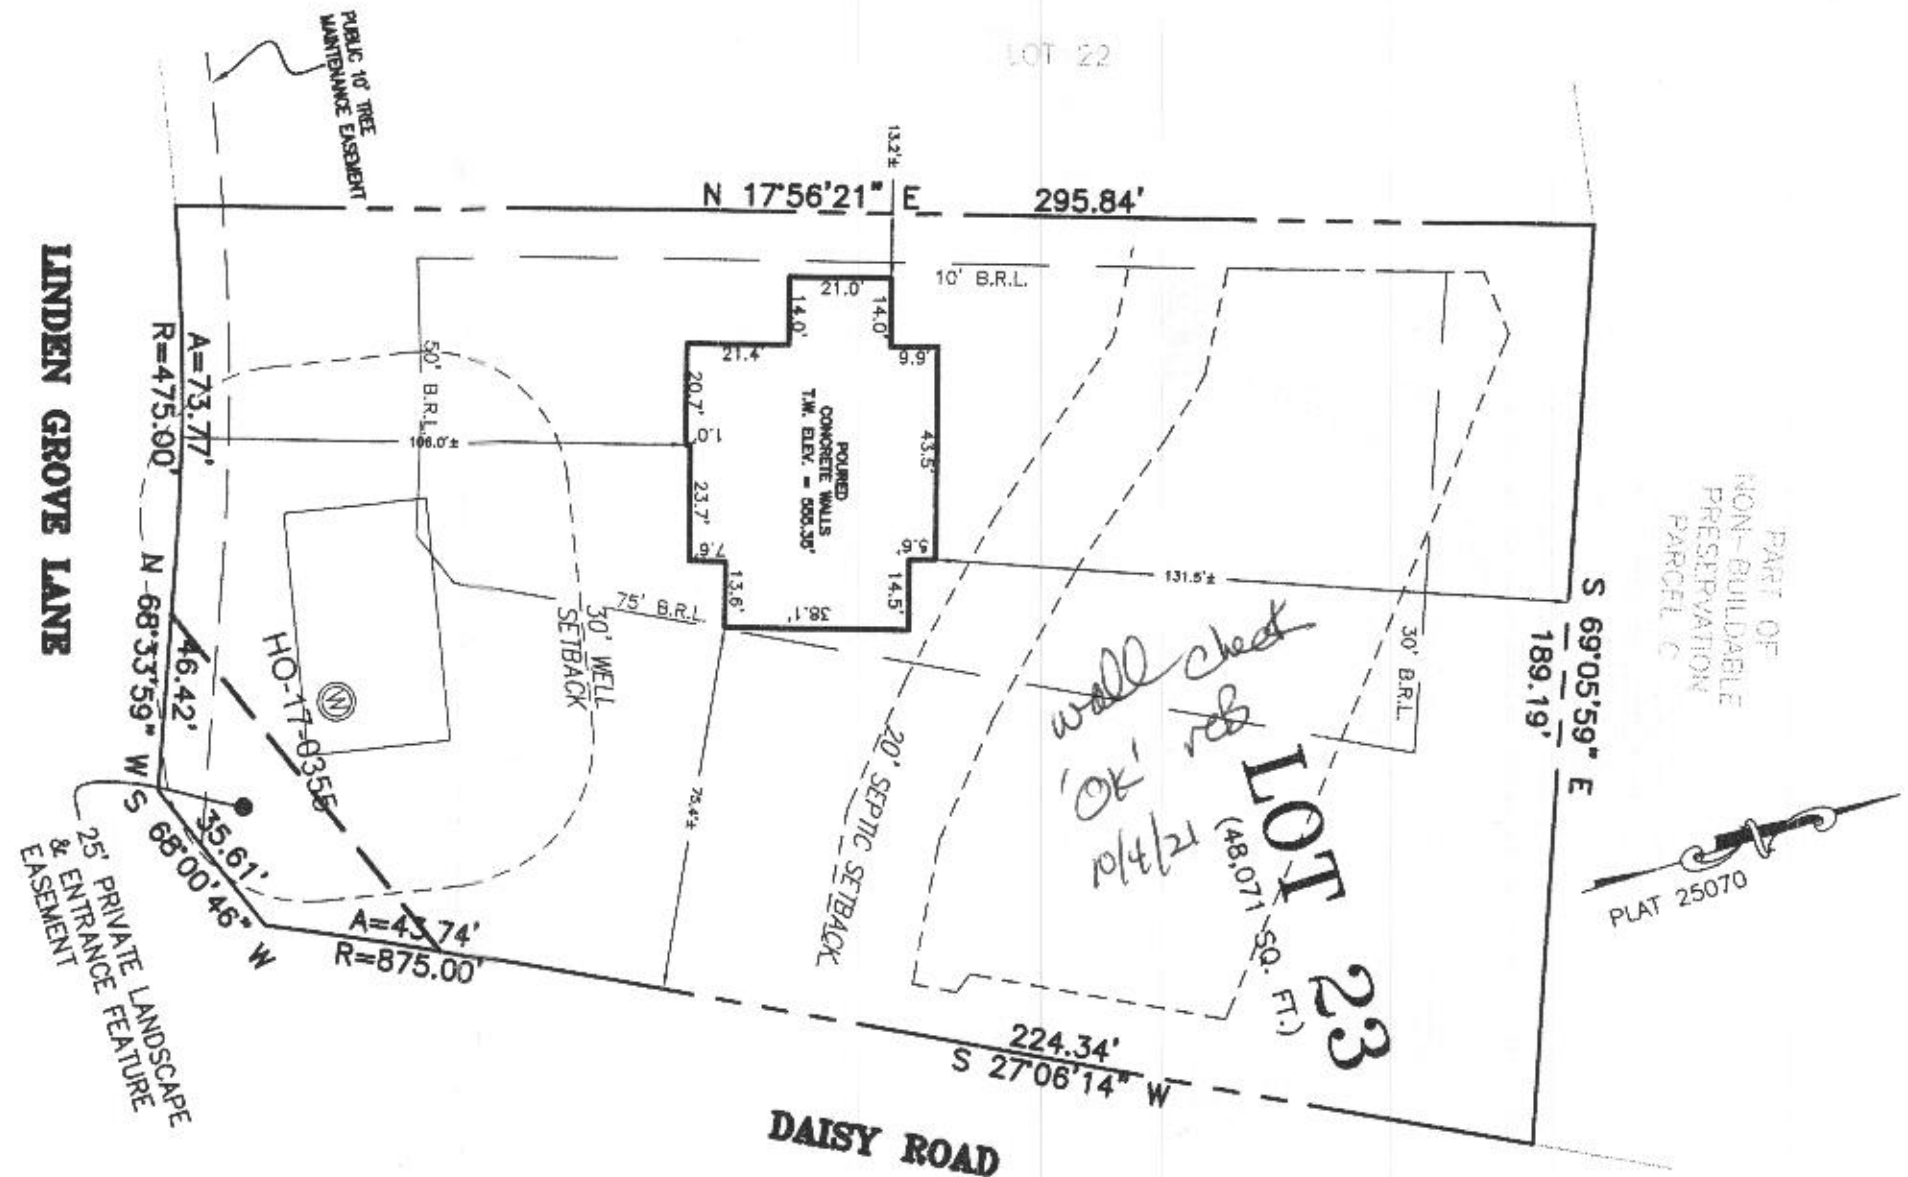 LOT 22
PUBLIC 10' TREE
MAINTENANCE EASEMENT
13.2'±
N 17°56'21" E
295.84'
10' B.R.L.
21.0'
14.0'
14.0'
21.4'
9.9'
50' B.R.L.
20.7'
1.0'
POURED
CONCRETE WALLS
43.5'
LINDEN GROVE LANE
A=73.77'
R=475.00'
106.0'±
23.7'
7.6'
5.6'
13.6'
14.5'
38.1'
131.5'±
PART OF
NON-BUILDABLE
PRESERVATION
PARCEL C
S 69°05'59" E
189.19'
75' B.R.L.
30' WELL
SETBACK
30' B.R.L.
N 68°33'59" W
46.42'
HO-17-0355
W
wall check
'OK' rcB
10/4/21
LOT 23
(48,071 SQ. FT.)
20' SEPTIC SETBACK
75.4'±
PLAT 25070
35.61'
S 68°00'46" W
25' PRIVATE LANDSCAPE
& ENTRANCE FEATURE
EASEMENT
A=43.74'
R=875.00'
224.34'
S 27°06'14" W
DAISY ROAD